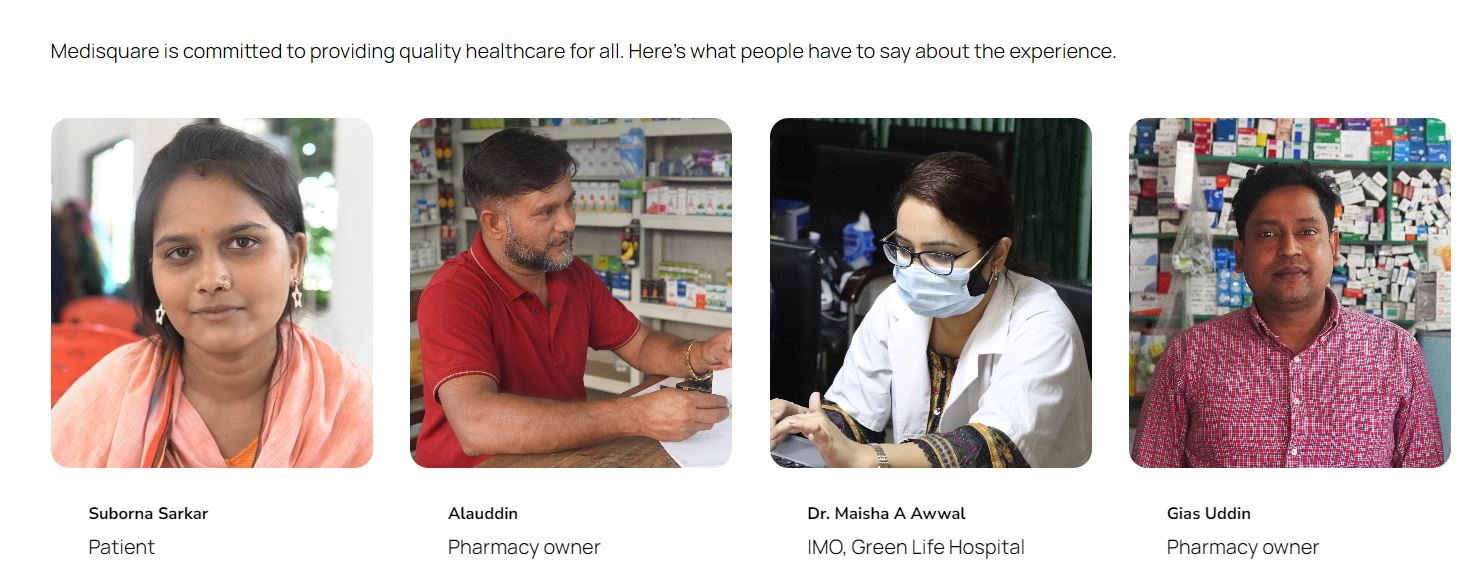 Medisquare is committed to providing quality healthcare for all. Here's what people have to say about the experience.
Suborna Sarkar
Patient
Alauddin
Pharmacy owner
Dr. Maisha A Awwal
IMO, Green Life Hospital
Gias Uddin
Pharmacy owner